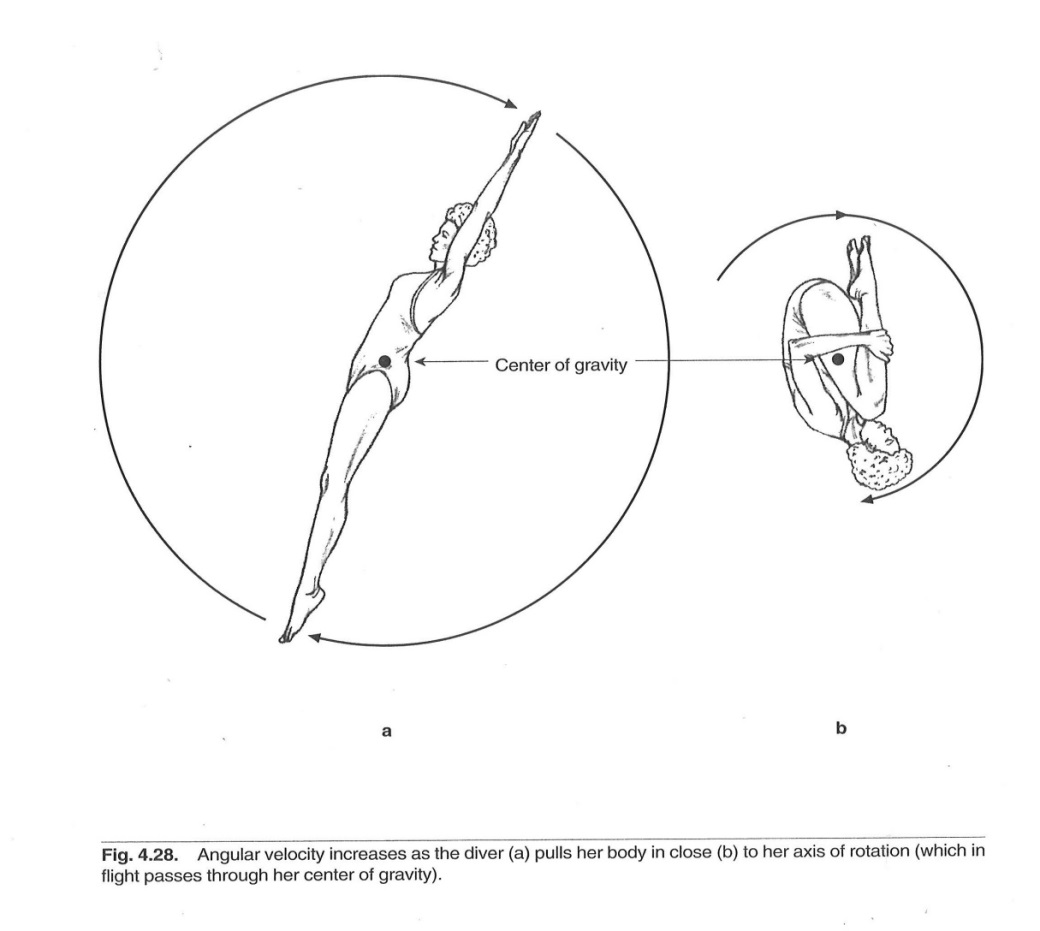 Center of gravity
a
b
Fig. 4.28. Angular velocity increases as the diver (a) pulls her body in close (b) to her axis of rotation (which in
flight passes through her center of gravity).